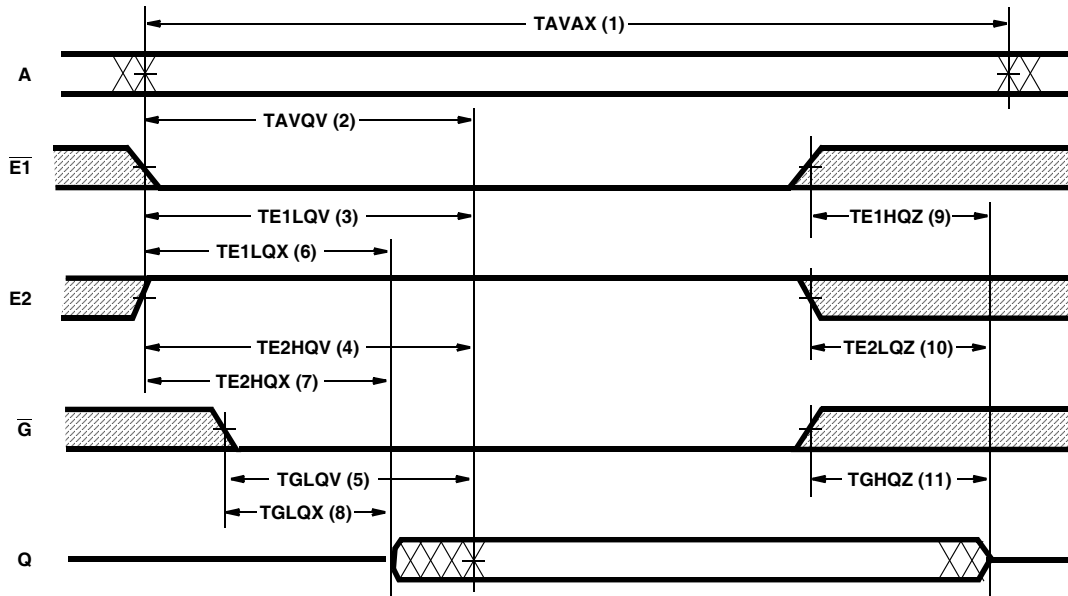 TAVAX (1)
A
TAVQV (2)
E1
TE1LQV (3)
TE1HQZ (9)
TE1LQX (6)
E2
TE2HQV (4)
TE2LQZ (10)
TE2HQX (7)
G
TGLQV (5)
TGHQZ (11)
TGLQX (8)
Q